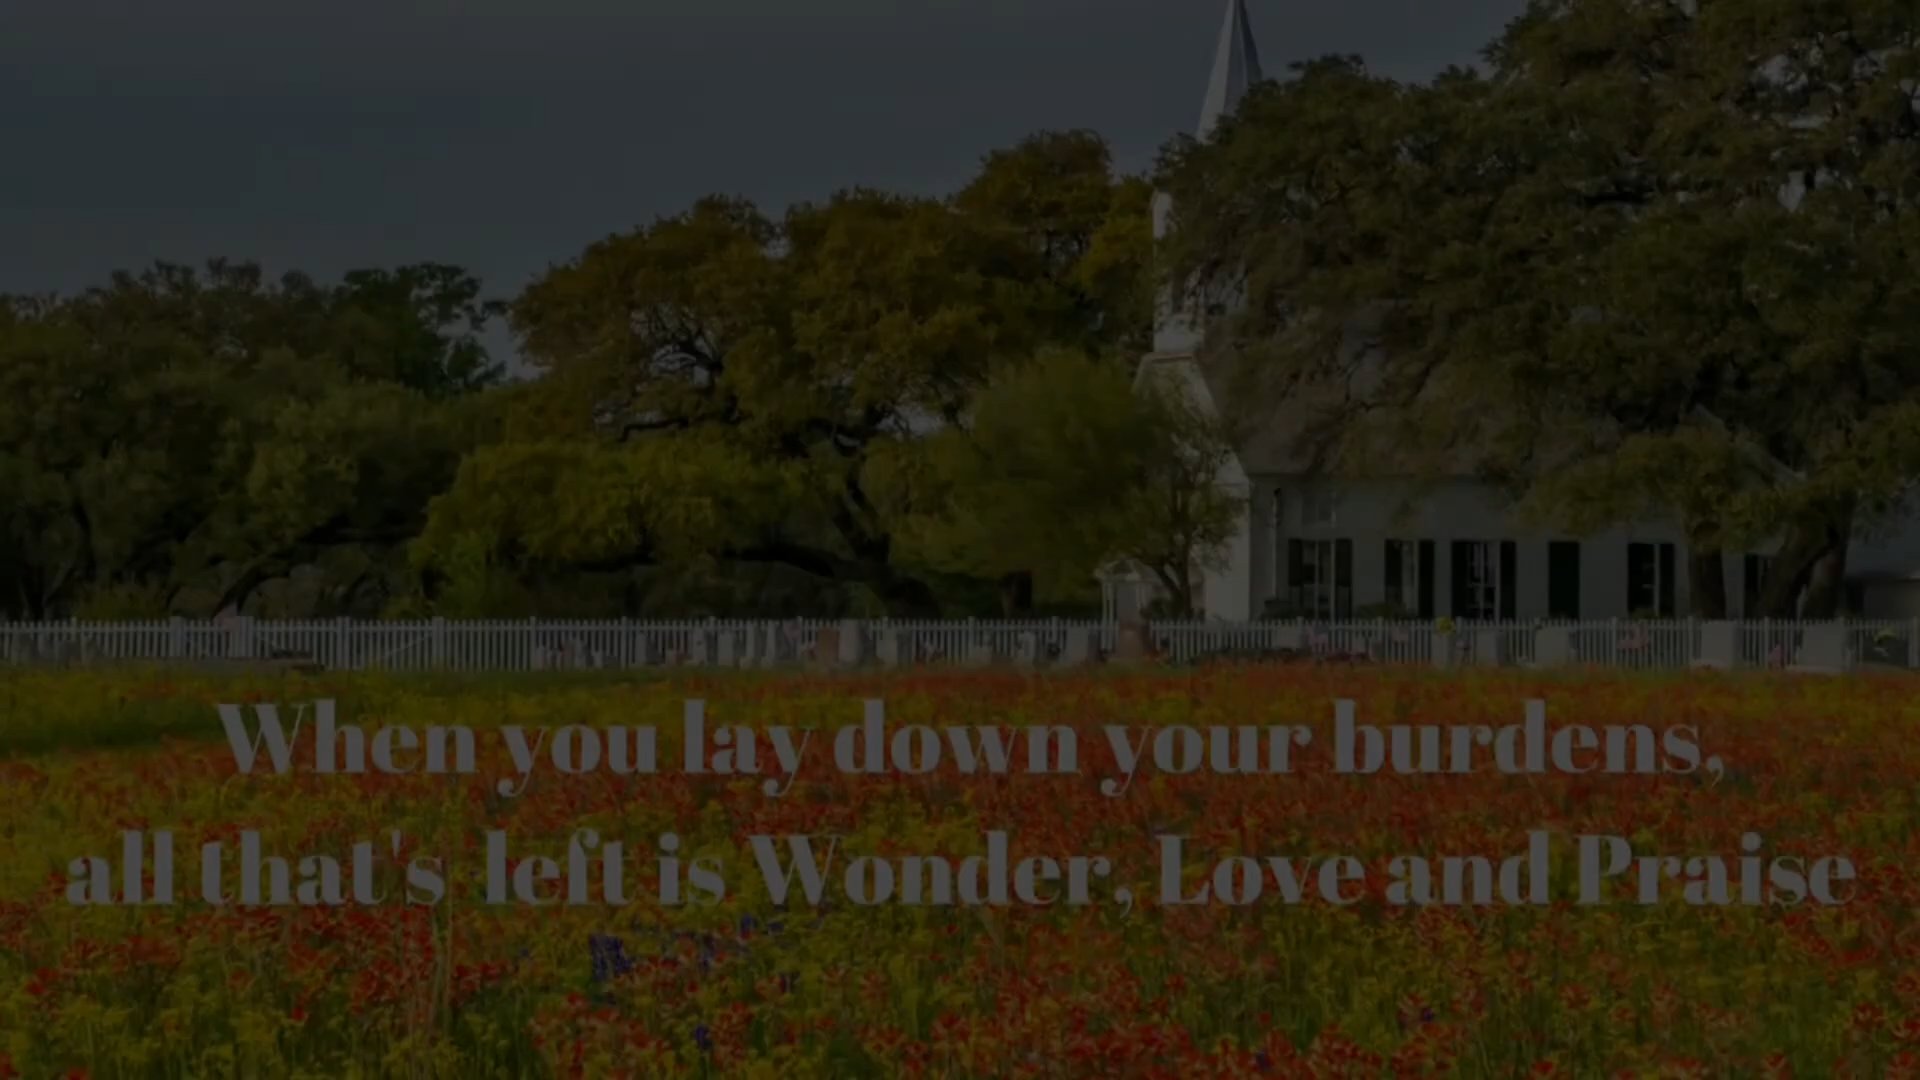 When you lay down your burdens,
all that's left is Wonder, Love and Praise